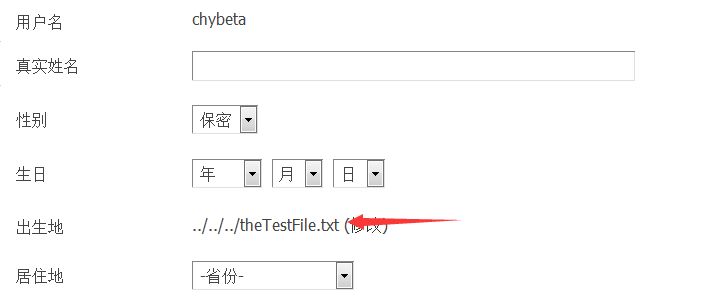 用户名 chybeta
真实姓名
性别 保密
生日 年 月 日
出生地 ../../../theTestFile.txt (修改)
居住地 -省份-